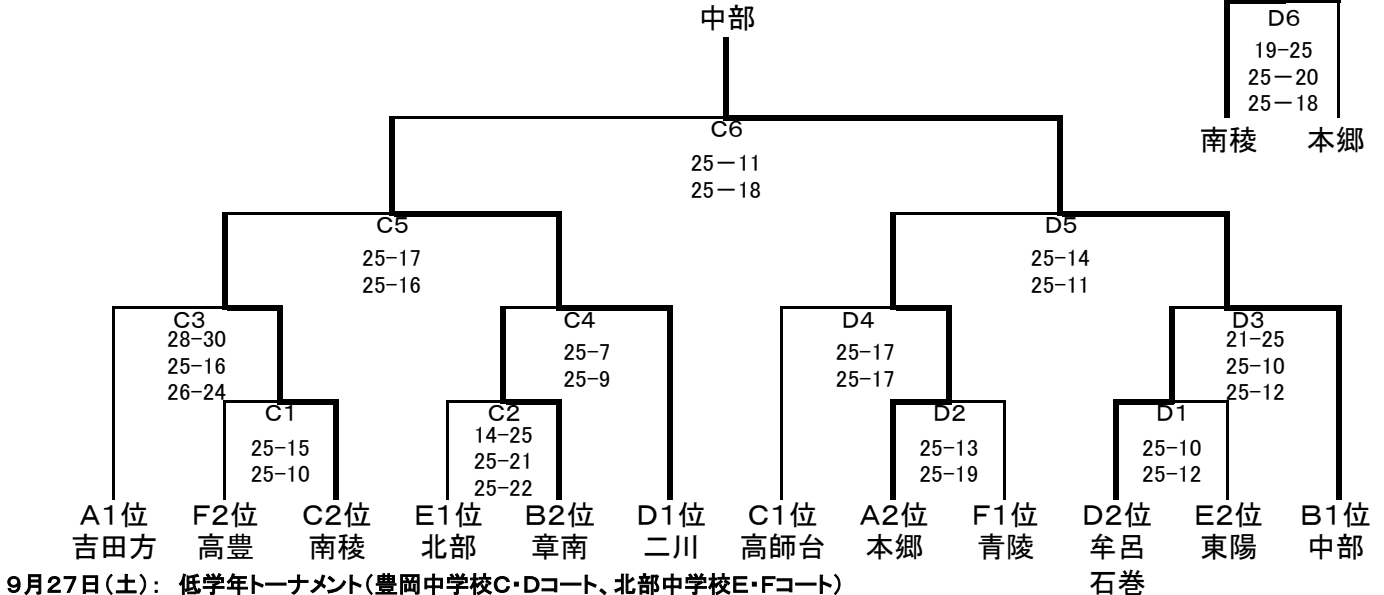 中部
D6
19-25
25-20
25-18
南稜 本郷
C6
25-11
25-18
C5
25-17
25-16
D5
25-14
25-11
C3
28-30
25-16
26-24
C4
25-7
25-9
D4
25-17
25-17
D3
21-25
25-10
25-12
C1
25-15
25-10
C2
14-25
25-21
25-22
D2
25-13
25-19
D1
25-10
25-12
A1位 F2位 C2位 E1位 B2位 D1位 C1位 A2位 F1位 D2位 E2位 B1位
吉田方 高豊 南稜 北部 章南 二川 高師台 本郷 青陵 牟呂 東陽 中部
石巻
9月27日(土): 低学年トーナメント(豊岡中学校C・Dコート、北部中学校E・Fコート)